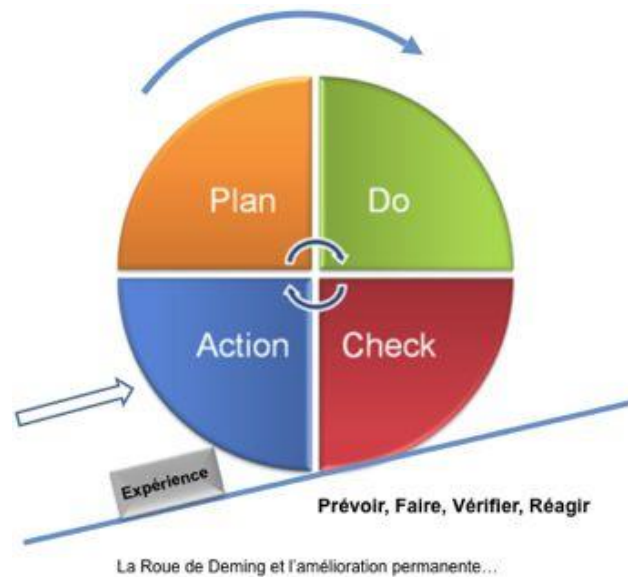 Plan
Do
Action
Check
Expérience
Prévoir, Faire, Vérifier, Réagir
La Roue de Deming et l'amélioration permanente...